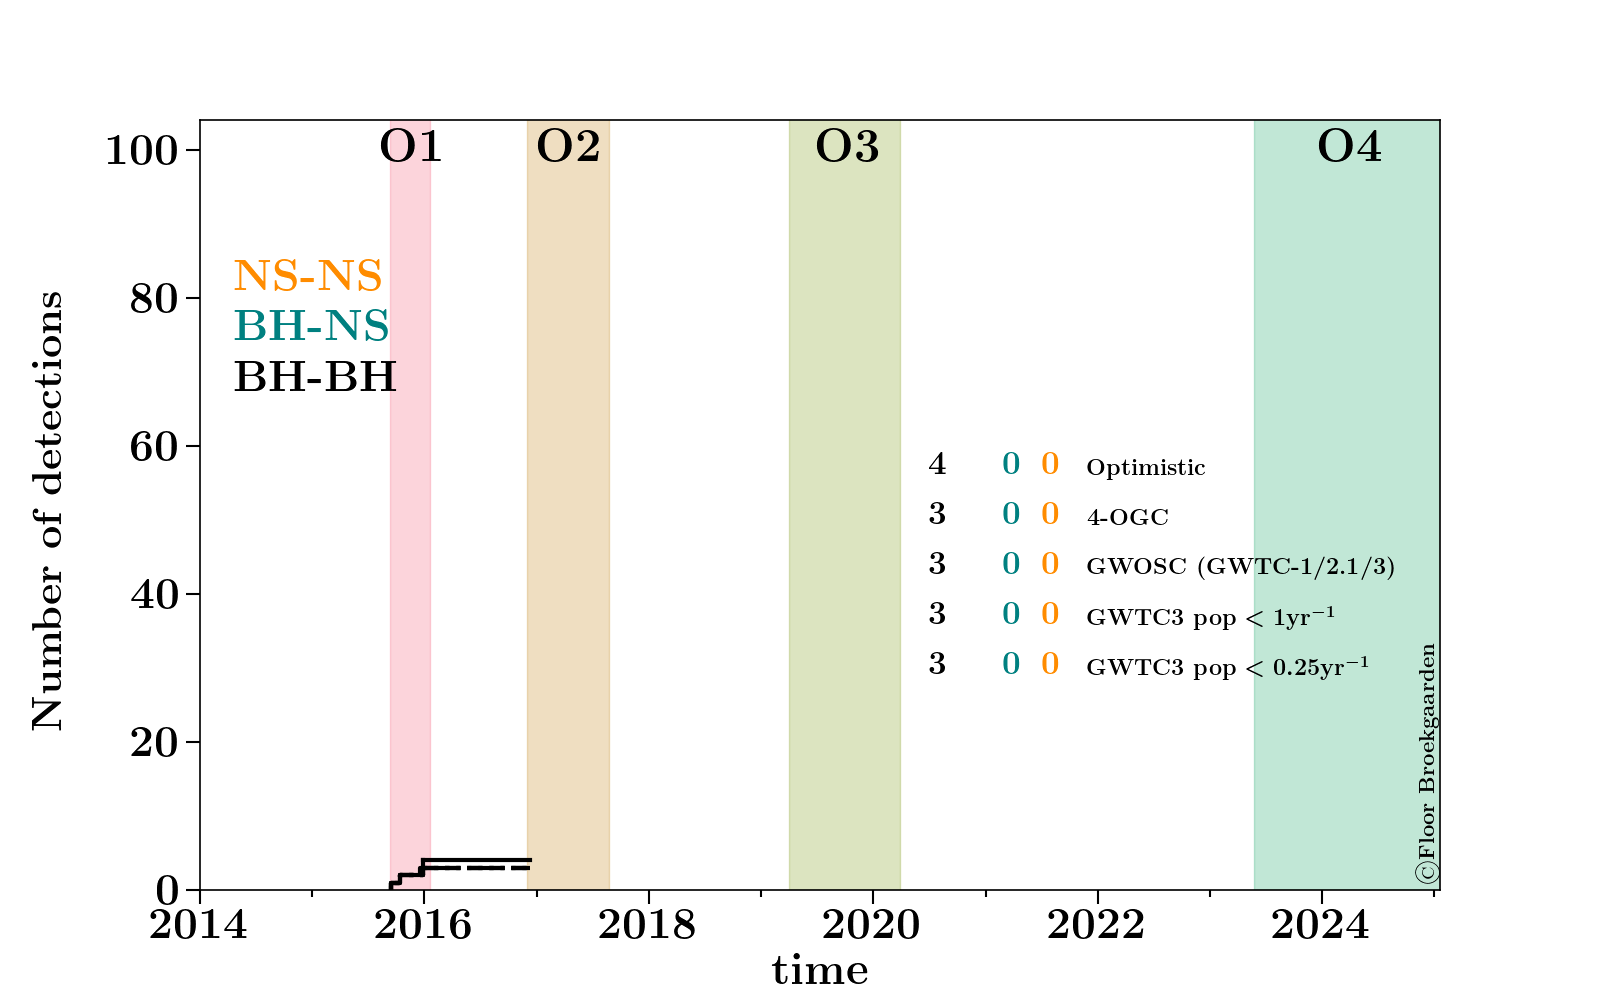 O1 O2 O3 O4
100
80
60
40
20
0
Number of detections
NS-NS
BH-NS
BH-BH
4 0 0 Optimistic
3 0 0 4-OGC
3 0 0 GWOSC (GWTC-1/2.1/3)
3 0 0 GWTC3 pop < 1yr⁻¹
3 0 0 GWTC3 pop < 0.25yr⁻¹
©Floor Broekgaarden
2014 2016 2018 2020 2022 2024
time